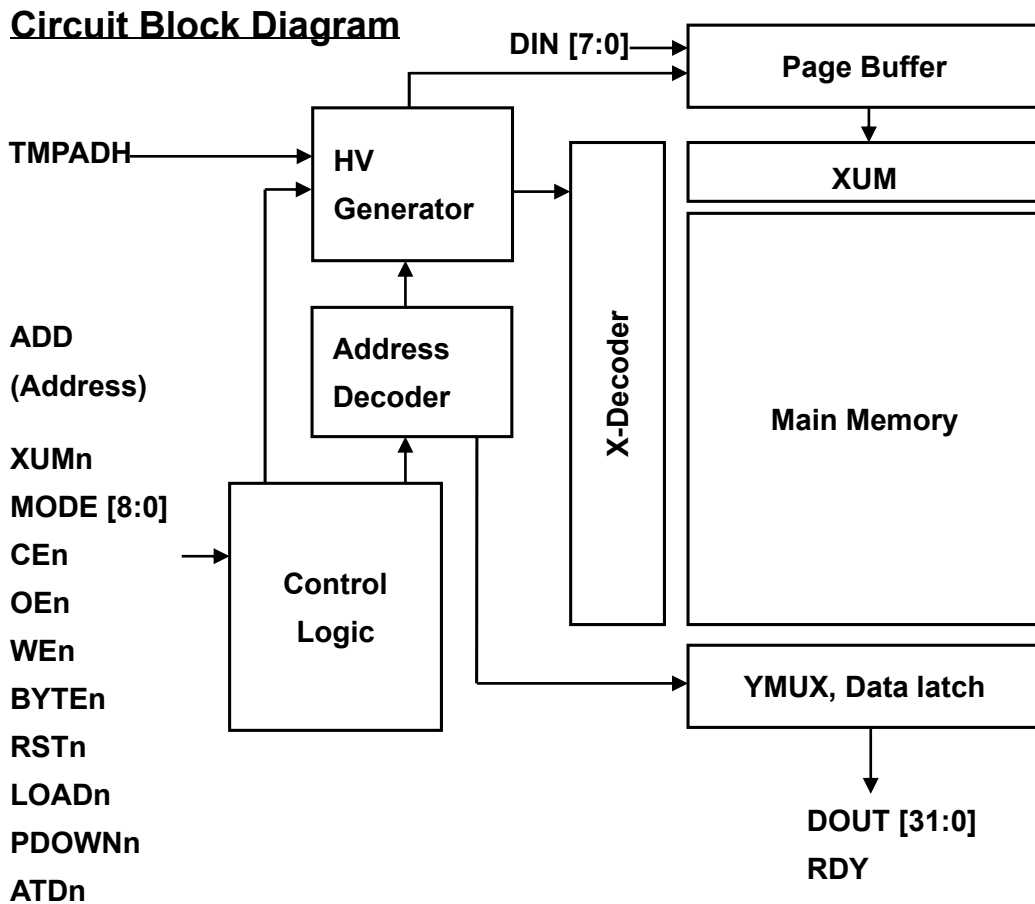 Circuit Block Diagram
DIN [7:0]
Page Buffer
TMPADH
HV
Generator
XUM
ADD
(Address)
Address
Decoder
X-Decoder
Main Memory
XUMn
MODE [8:0]
CEn
OEn
WEn
BYTEn
RSTn
LOADn
PDOWNn
ATDn
Control
Logic
YMUX, Data latch
DOUT [31:0]
RDY